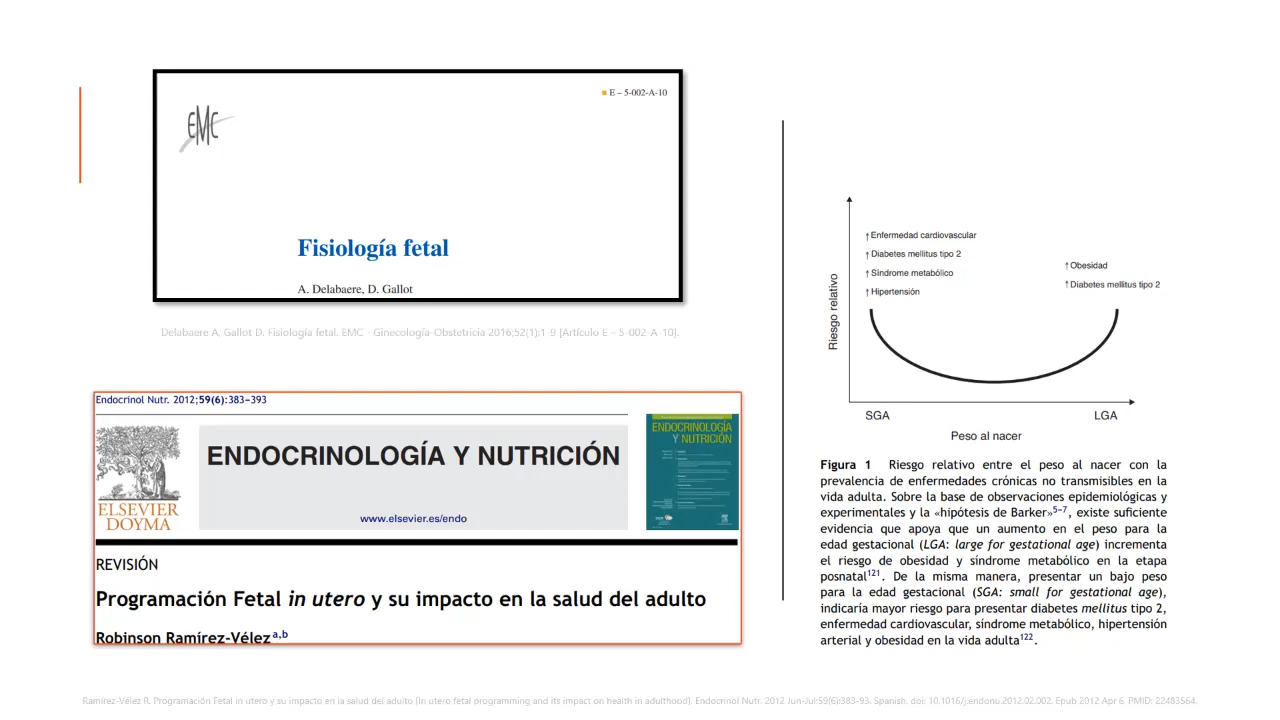 E – 5-002-A-10
EMC
Fisiología fetal
A. Delabaere, D. Gallot
Delabaere A, Gallot D. Fisiología fetal. EMC - Ginecología-Obstetricia 2016;52(1):1-9 [Artículo E – 5-002-A-10].
Endocrinol Nutr. 2012;59(6):383−393
ENDOCRINOLOGÍA Y NUTRICIÓN
www.elsevier.es/endo
ELSEVIER
DOYMA
ENDOCRINOLOGÍA
Y NUTRICIÓN
REVISIÓN
Programación Fetal in utero y su impacto en la salud del adulto
Robinson Ramírez-Vélez a,b
Riesgo relativo
↑ Enfermedad cardiovascular
↑ Diabetes mellitus tipo 2
↑ Síndrome metabólico
↑ Hipertensión
↑ Obesidad
↑ Diabetes mellitus tipo 2
SGA
LGA
Peso al nacer
Figura 1 Riesgo relativo entre el peso al nacer con la
prevalencia de enfermedades crónicas no transmisibles en la
vida adulta. Sobre la base de observaciones epidemiológicas y
experimentales y la «hipótesis de Barker»5−7, existe suficiente
evidencia que apoya que un aumento en el peso para la
edad gestacional (LGA: large for gestational age) incrementa
el riesgo de obesidad y síndrome metabólico en la etapa
posnatal121. De la misma manera, presentar un bajo peso
para la edad gestacional (SGA: small for gestational age),
indicaría mayor riesgo para presentar diabetes mellitus tipo 2,
enfermedad cardiovascular, síndrome metabólico, hipertensión
arterial y obesidad en la vida adulta122.
Ramírez-Vélez R. Programación Fetal in utero y su impacto en la salud del adulto [In utero fetal programming and its impact on health in adulthood]. Endocrinol Nutr. 2012 Jun-Jul;59(6):383-93. Spanish. doi: 10.1016/j.endonu.2012.02.002. Epub 2012 Apr 6. PMID: 22483564.